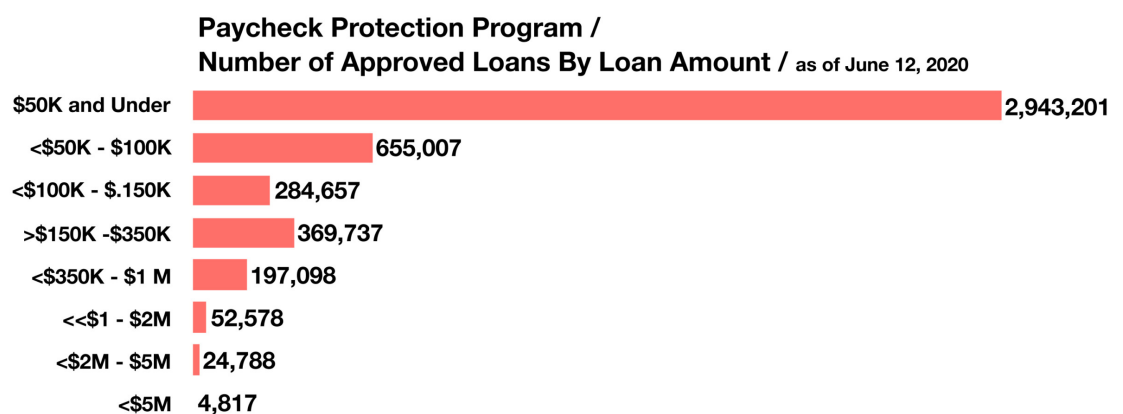 Paycheck Protection Program /
Number of Approved Loans By Loan Amount / as of June 12, 2020
$50K and Under 2,943,201
<$50K - $100K 655,007
<$100K - $.150K 284,657
>$150K -$350K 369,737
<$350K - $1 M 197,098
<<$1 - $2M 52,578
<$2M - $5M 24,788
<$5M 4,817